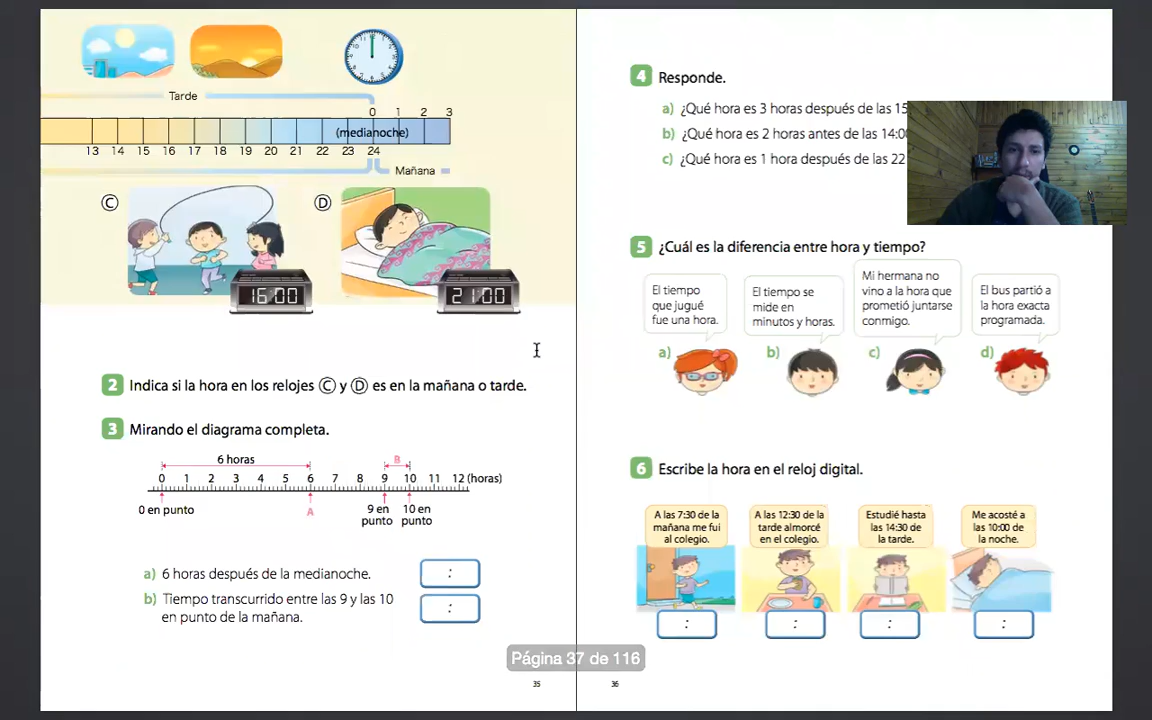 Tarde
0 1 2 3
(medianoche)
13 14 15 16 17 18 19 20 21 22 23 24
Mañana
C
D
16:00
21:00
2 Indica si la hora en los relojes C y D es en la mañana o tarde.
3 Mirando el diagrama completa.
6 horas
B
0 1 2 3 4 5 6 7 8 9 10 11 12 (horas)
0 en punto
A
9 en
punto
10 en
punto
a) 6 horas después de la medianoche.
:
b) Tiempo transcurrido entre las 9 y las 10
en punto de la mañana.
:
35
4 Responde.
a) ¿Qué hora es 3 horas después de las 15
b) ¿Qué hora es 2 horas antes de las 14:00
c) ¿Qué hora es 1 hora después de las 22
5 ¿Cuál es la diferencia entre hora y tiempo?
El tiempo
que jugué
fue una hora.
a)
El tiempo se
mide en
minutos y horas.
b)
Mi hermana no
vino a la hora que
prometió juntarse
conmigo.
c)
El bus partió a
la hora exacta
programada.
d)
6 Escribe la hora en el reloj digital.
A las 7:30 de la
mañana me fui
al colegio.
:
A las 12:30 de la
tarde almorcé
en el colegio.
:
Estudié hasta
las 14:30 de
la tarde.
:
Me acosté a
las 10:00 de
la noche.
:
36
Página 37 de 116